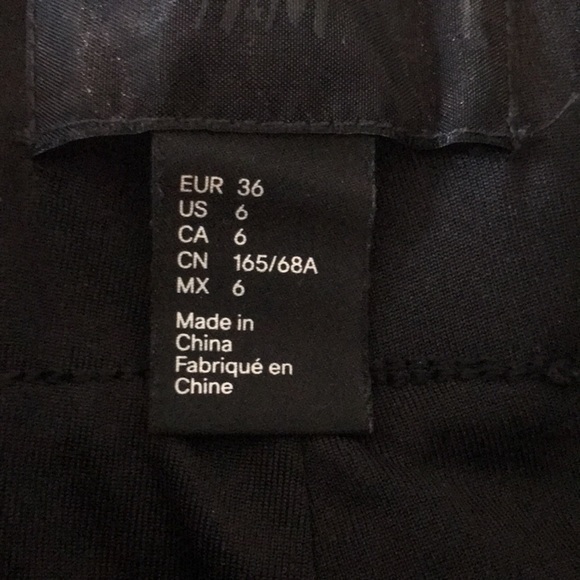 H&M
EUR 36
US 6
CA 6
CN 165/68A
MX 6
Made in
China
Fabriqué en
Chine